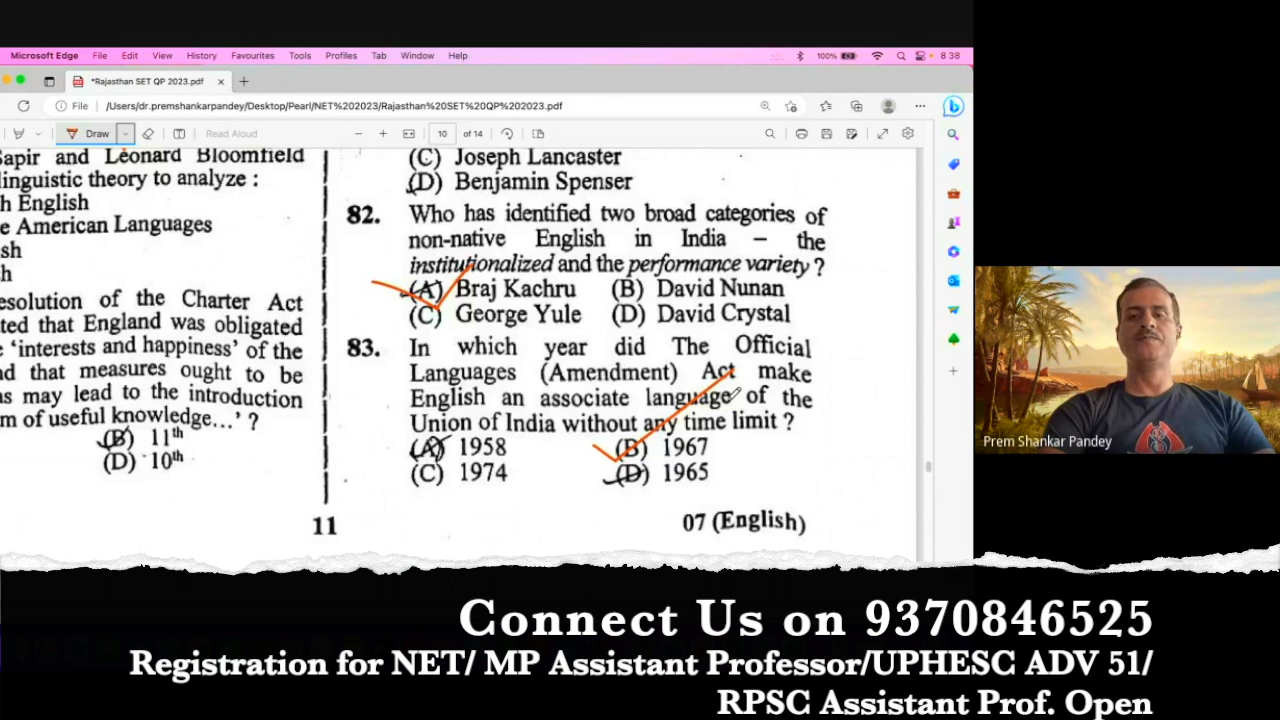 Microsoft Edge File Edit View History Favourites Tools Profiles Tab Window Help 100% 8 38
*Rajasthan SET QP 2023.pdf
File /Users/dr.premshankarpandey/Desktop/Pearl/NET%202023/Rajasthan%20SET%20QP%202023.pdf
Draw Read Aloud 10 of 14
Sapir and Leonard Bloomfield
linguistic theory to analyze :
h English
e American Languages
sh
h
esolution of the Charter Act
ted that England was obligated
e 'interests and happiness' of the
d that measures ought to be
as may lead to the introduction
m of useful knowledge...' ?
(B) 11th
(D) 10th
(C) Joseph Lancaster
(D) Benjamin Spenser
82. Who has identified two broad categories of
non-native English in India – the
institutionalized and the performance variety ?
(A) Braj Kachru (B) David Nunan
(C) George Yule (D) David Crystal
83. In which year did The Official
Languages (Amendment) Act make
English an associate language of the
Union of India without any time limit ?
(A) 1958 (B) 1967
(C) 1974 (D) 1965
11 07 (English)
Prem Shankar Pandey
Connect Us on 9370846525
Registration for NET/ MP Assistant Professor/UPHESC ADV 51/
RPSC Assistant Prof. Open